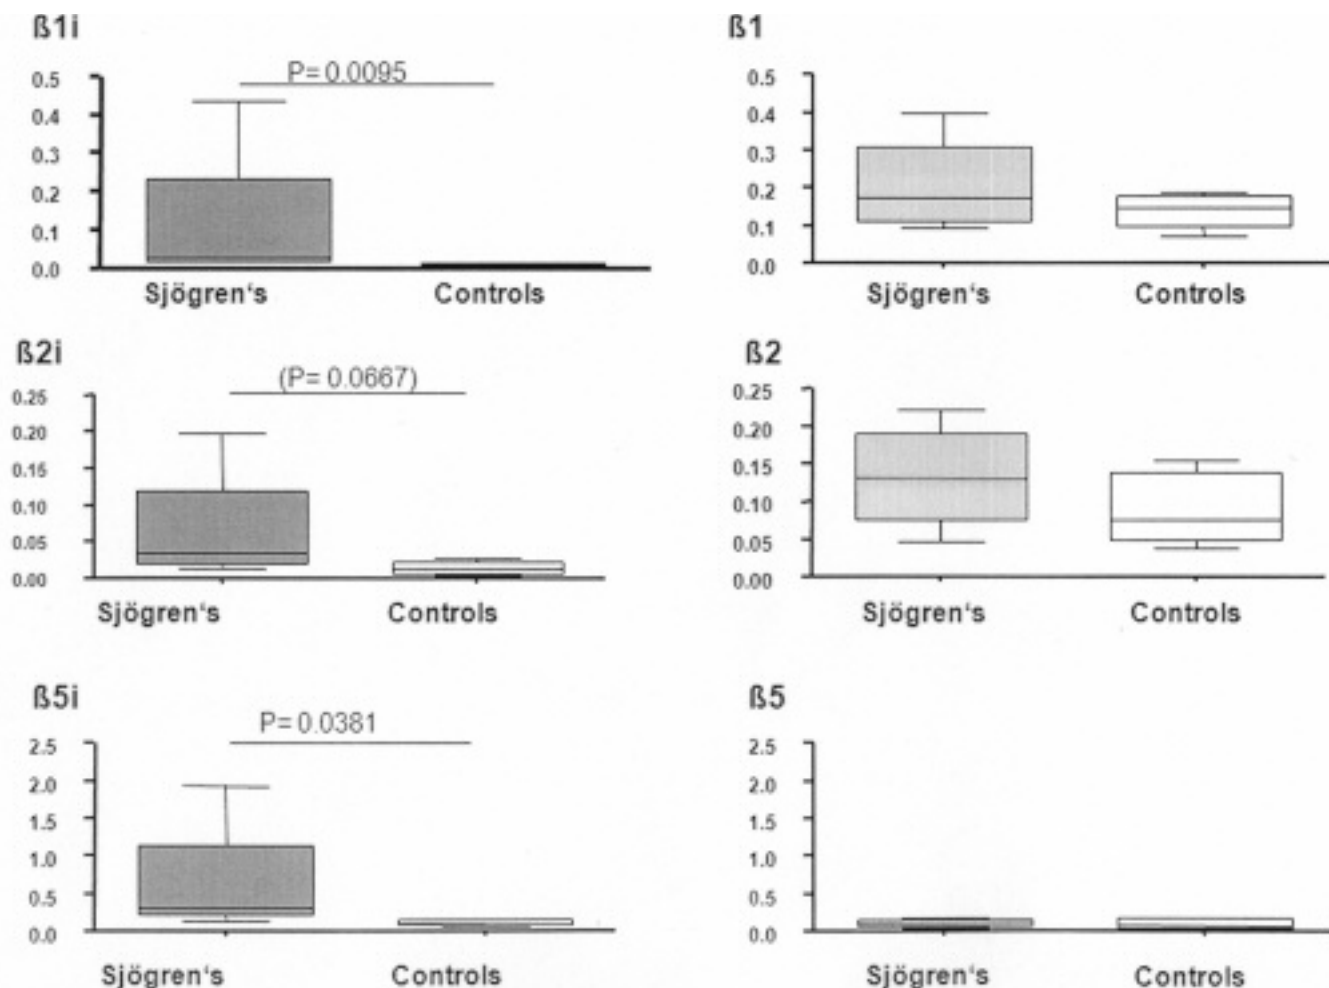 ß1i
P= 0.0095
0.5
0.4
0.3
0.2
0.1
0.0
Sjögren‘s Controls
ß1
0.5
0.4
0.3
0.2
0.1
0.0
Sjögren‘s Controls
ß2i
(P= 0.0667)
0.25
0.20
0.15
0.10
0.05
0.00
Sjögren‘s Controls
ß2
0.25
0.20
0.15
0.10
0.05
0.00
Sjögren‘s Controls
ß5i
P= 0.0381
2.5
2.0
1.5
1.0
0.5
0.0
Sjögren‘s Controls
ß5
2.5
2.0
1.5
1.0
0.5
0.0
Sjögren‘s Controls